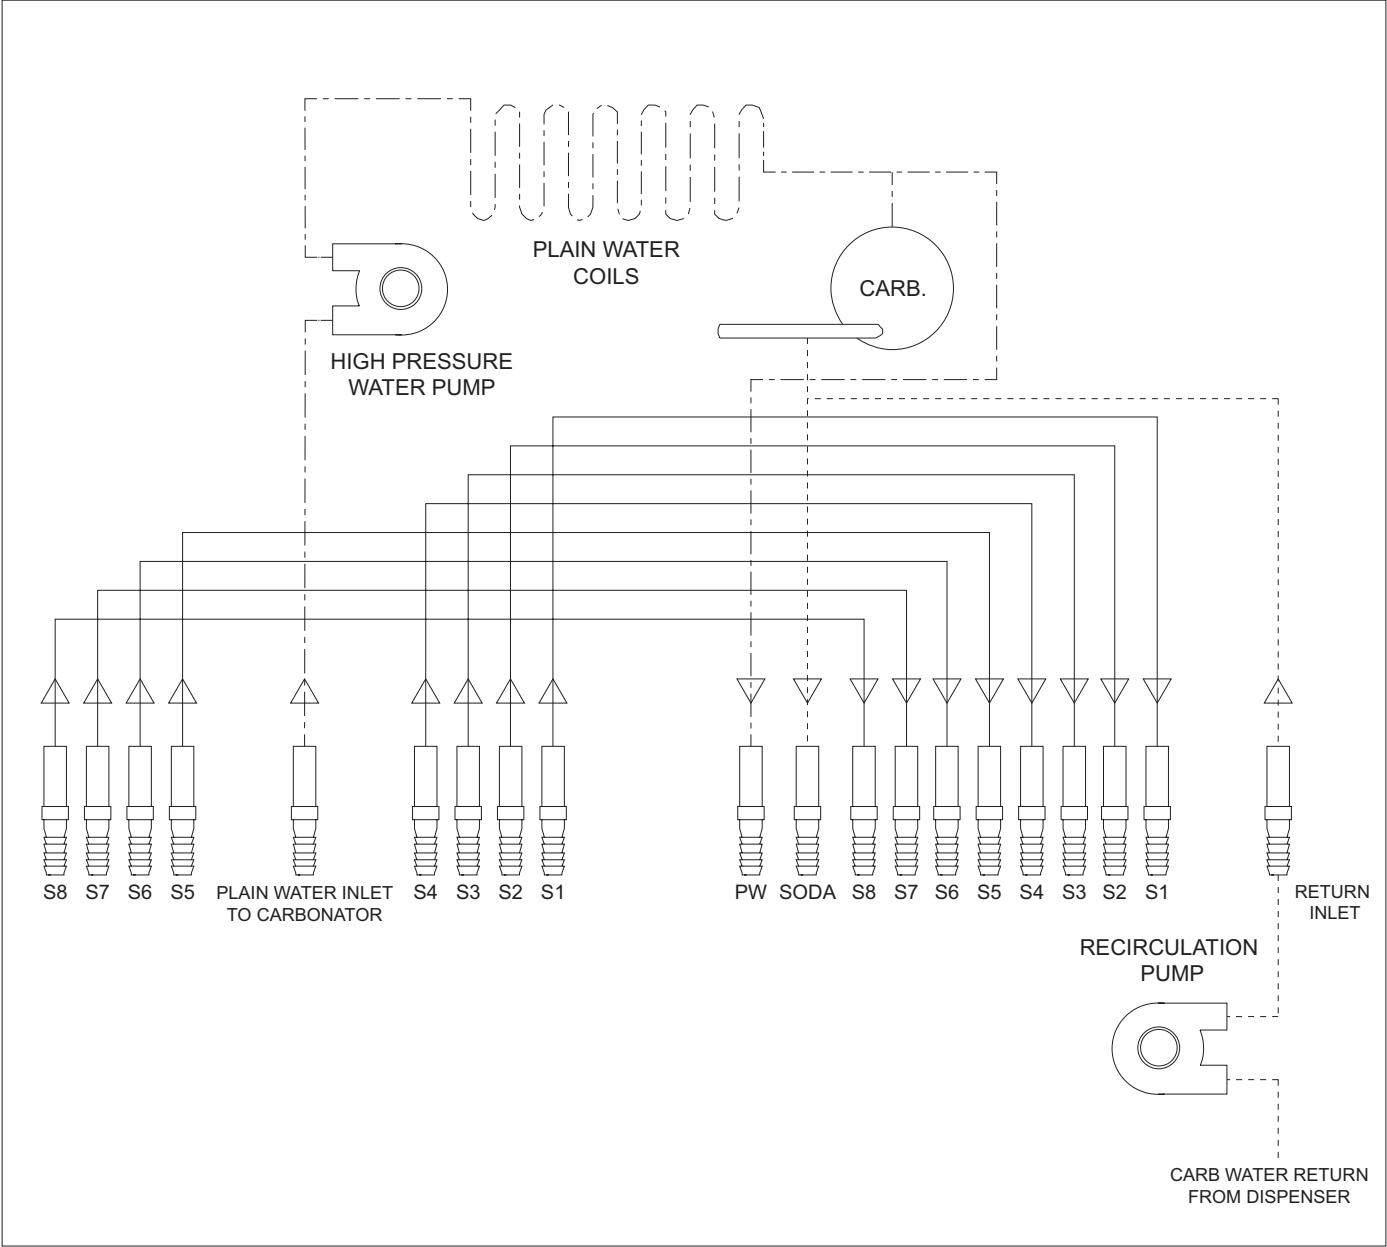 PLAIN WATER
COILS
CARB.
HIGH PRESSURE
WATER PUMP
S8 S7 S6 S5 PLAIN WATER INLET
TO CARBONATOR
S4 S3 S2 S1
PW SODA S8 S7 S6 S5 S4 S3 S2 S1
RETURN
INLET
RECIRCULATION
PUMP
CARB WATER RETURN
FROM DISPENSER